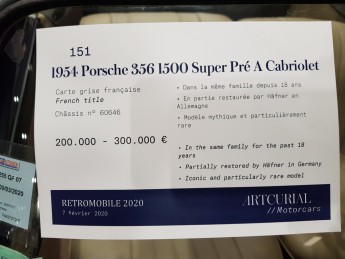 151
1954 Porsche 356 1500 Super Pré A Cabriolet
Carte grise française
French title
Châssis n° 60646
200.000 - 300.000 €
• Dans la même famille depuis 18 ans
• En partie restaurée par Häfner en
Allemagne
• Modèle mythique et particulièrement
rare
• In the same family for the past 18
years
• Partially restored by Häfner in Germany
• Iconic and particularly rare model
RETROMOBILE 2020
7 février 2020
ARTCURIAL
// Motorcars